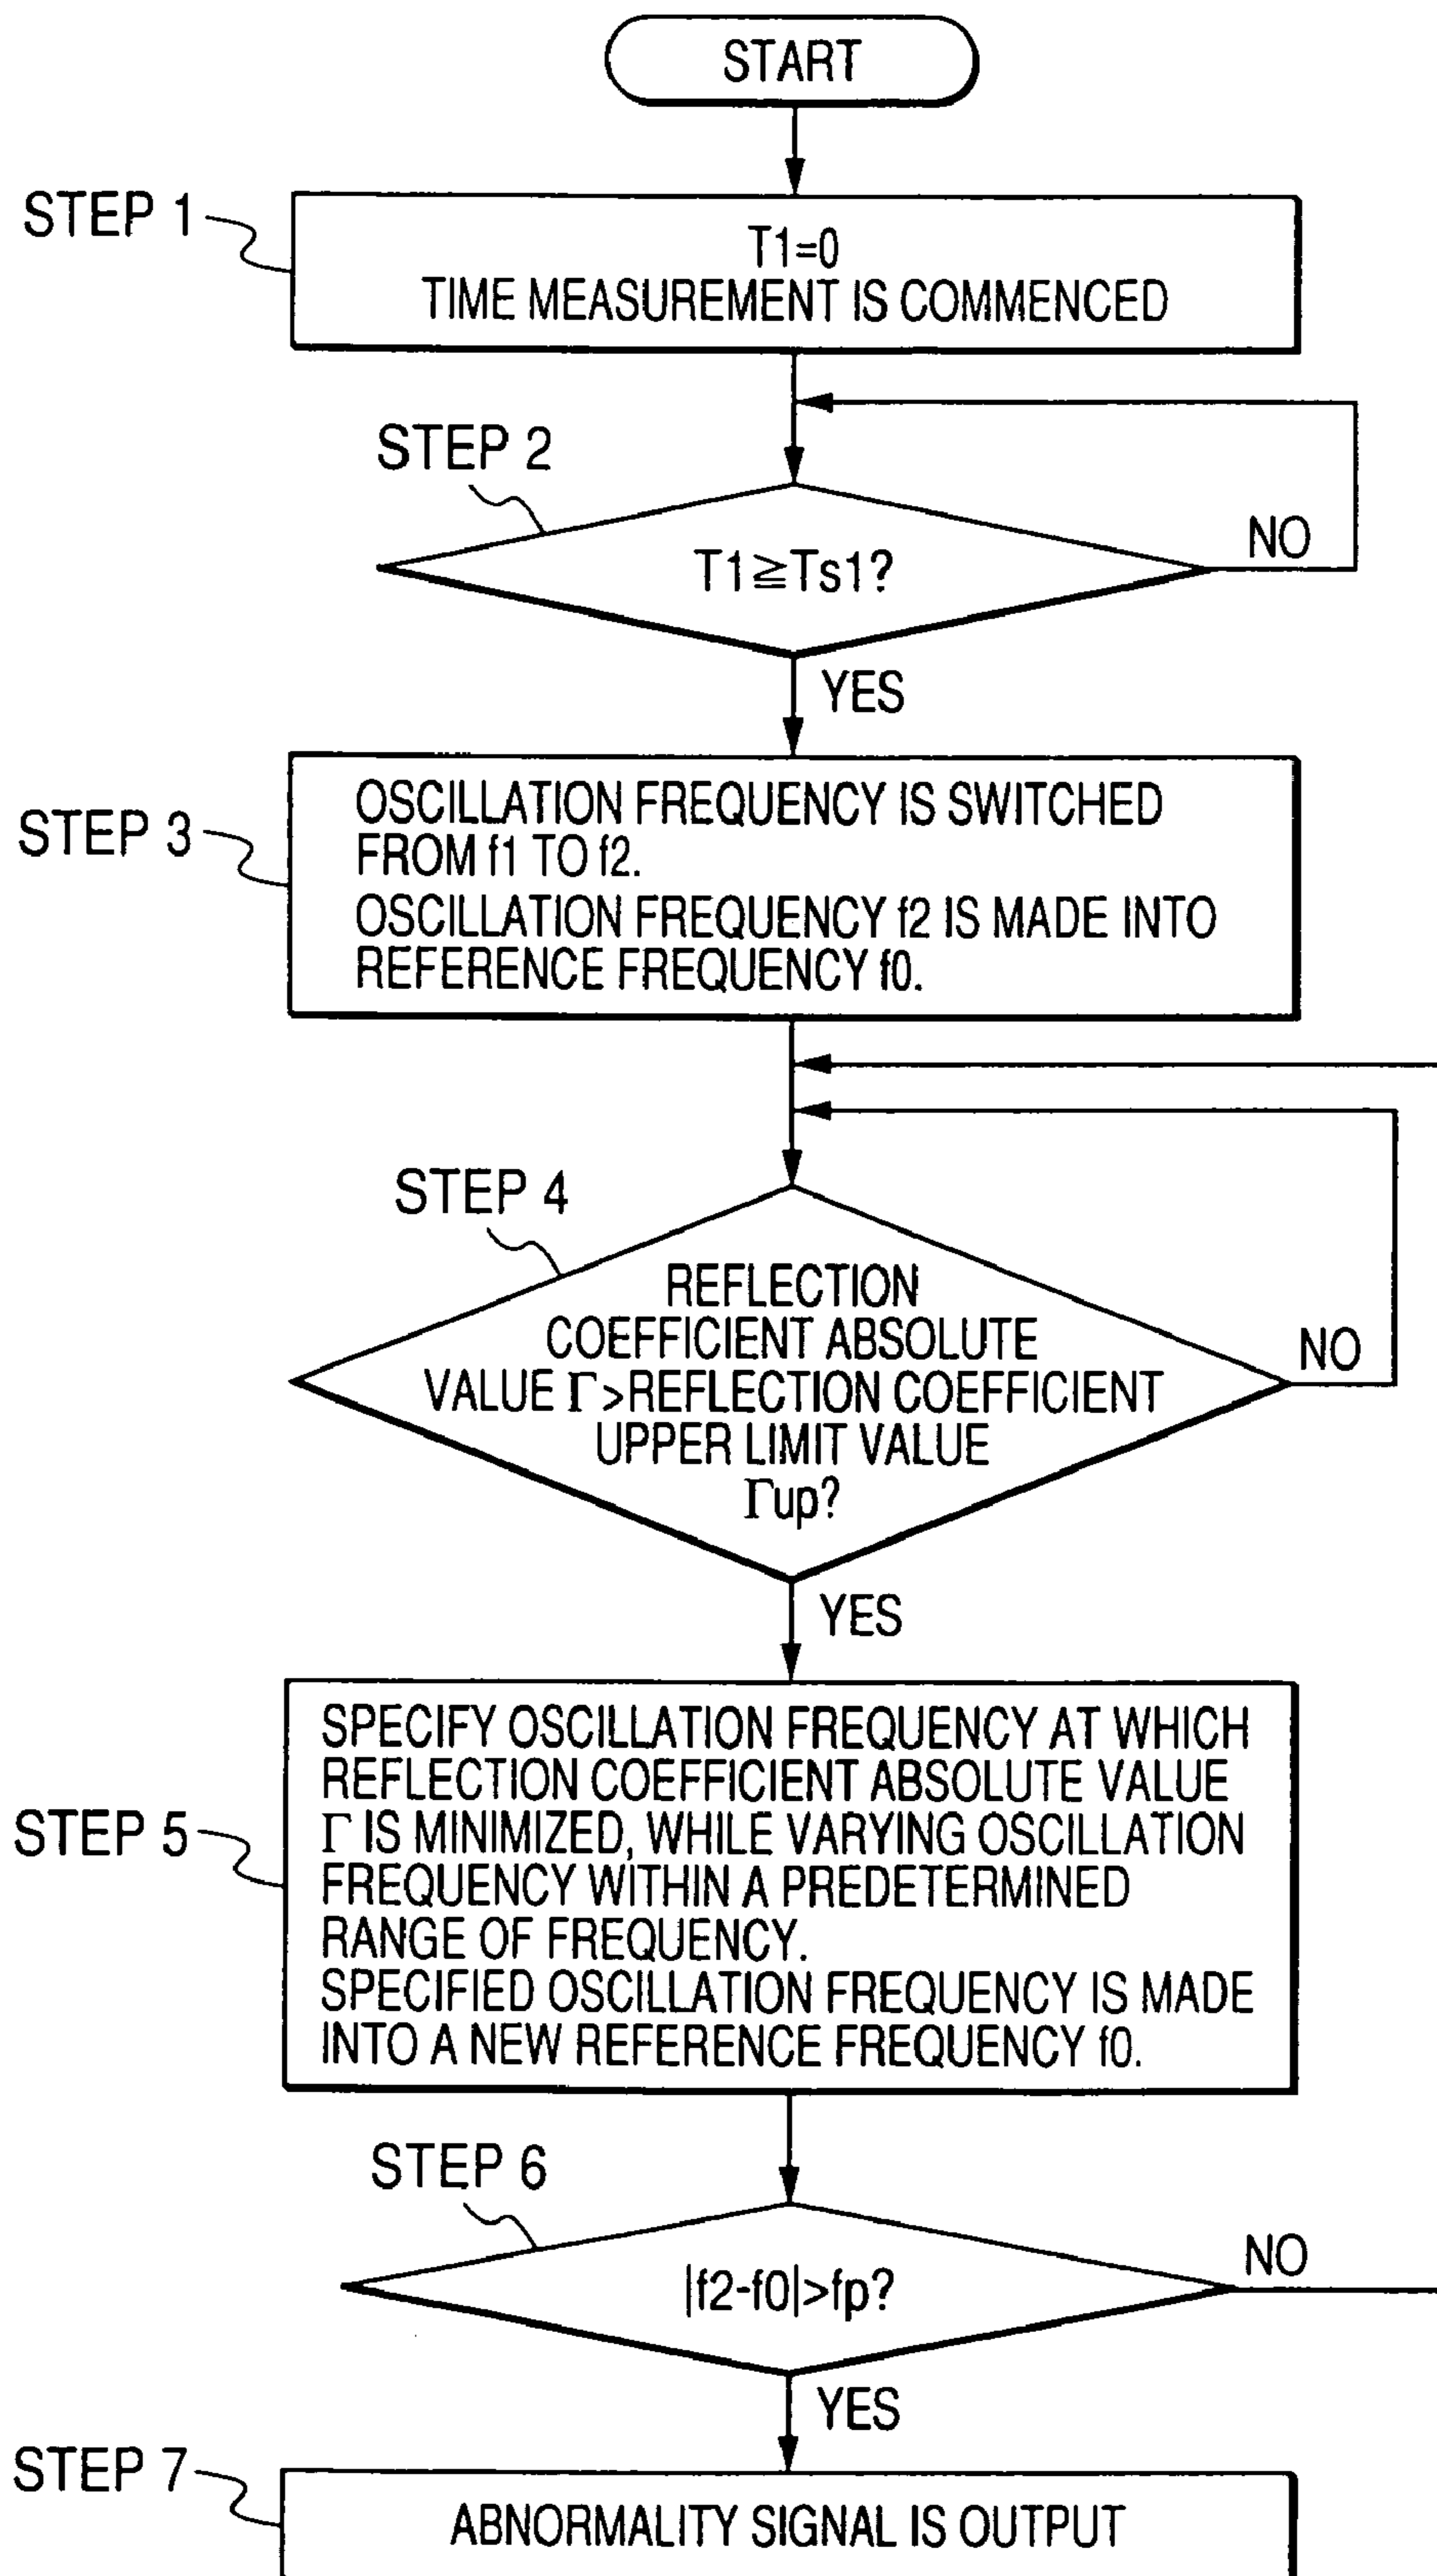 START
STEP 1
T1=0
TIME MEASUREMENT IS COMMENCED
STEP 2
T1≧Ts1?
NO
YES
STEP 3
OSCILLATION FREQUENCY IS SWITCHED
FROM f1 TO f2.
OSCILLATION FREQUENCY f2 IS MADE INTO
REFERENCE FREQUENCY f0.
STEP 4
REFLECTION
COEFFICIENT ABSOLUTE
VALUE Γ>REFLECTION COEFFICIENT
UPPER LIMIT VALUE
Γup?
NO
YES
STEP 5
SPECIFY OSCILLATION FREQUENCY AT WHICH
REFLECTION COEFFICIENT ABSOLUTE VALUE
Γ IS MINIMIZED, WHILE VARYING OSCILLATION
FREQUENCY WITHIN A PREDETERMINED
RANGE OF FREQUENCY.
SPECIFIED OSCILLATION FREQUENCY IS MADE
INTO A NEW REFERENCE FREQUENCY f0.
STEP 6
|f2-f0|>fp?
NO
YES
STEP 7
ABNORMALITY SIGNAL IS OUTPUT